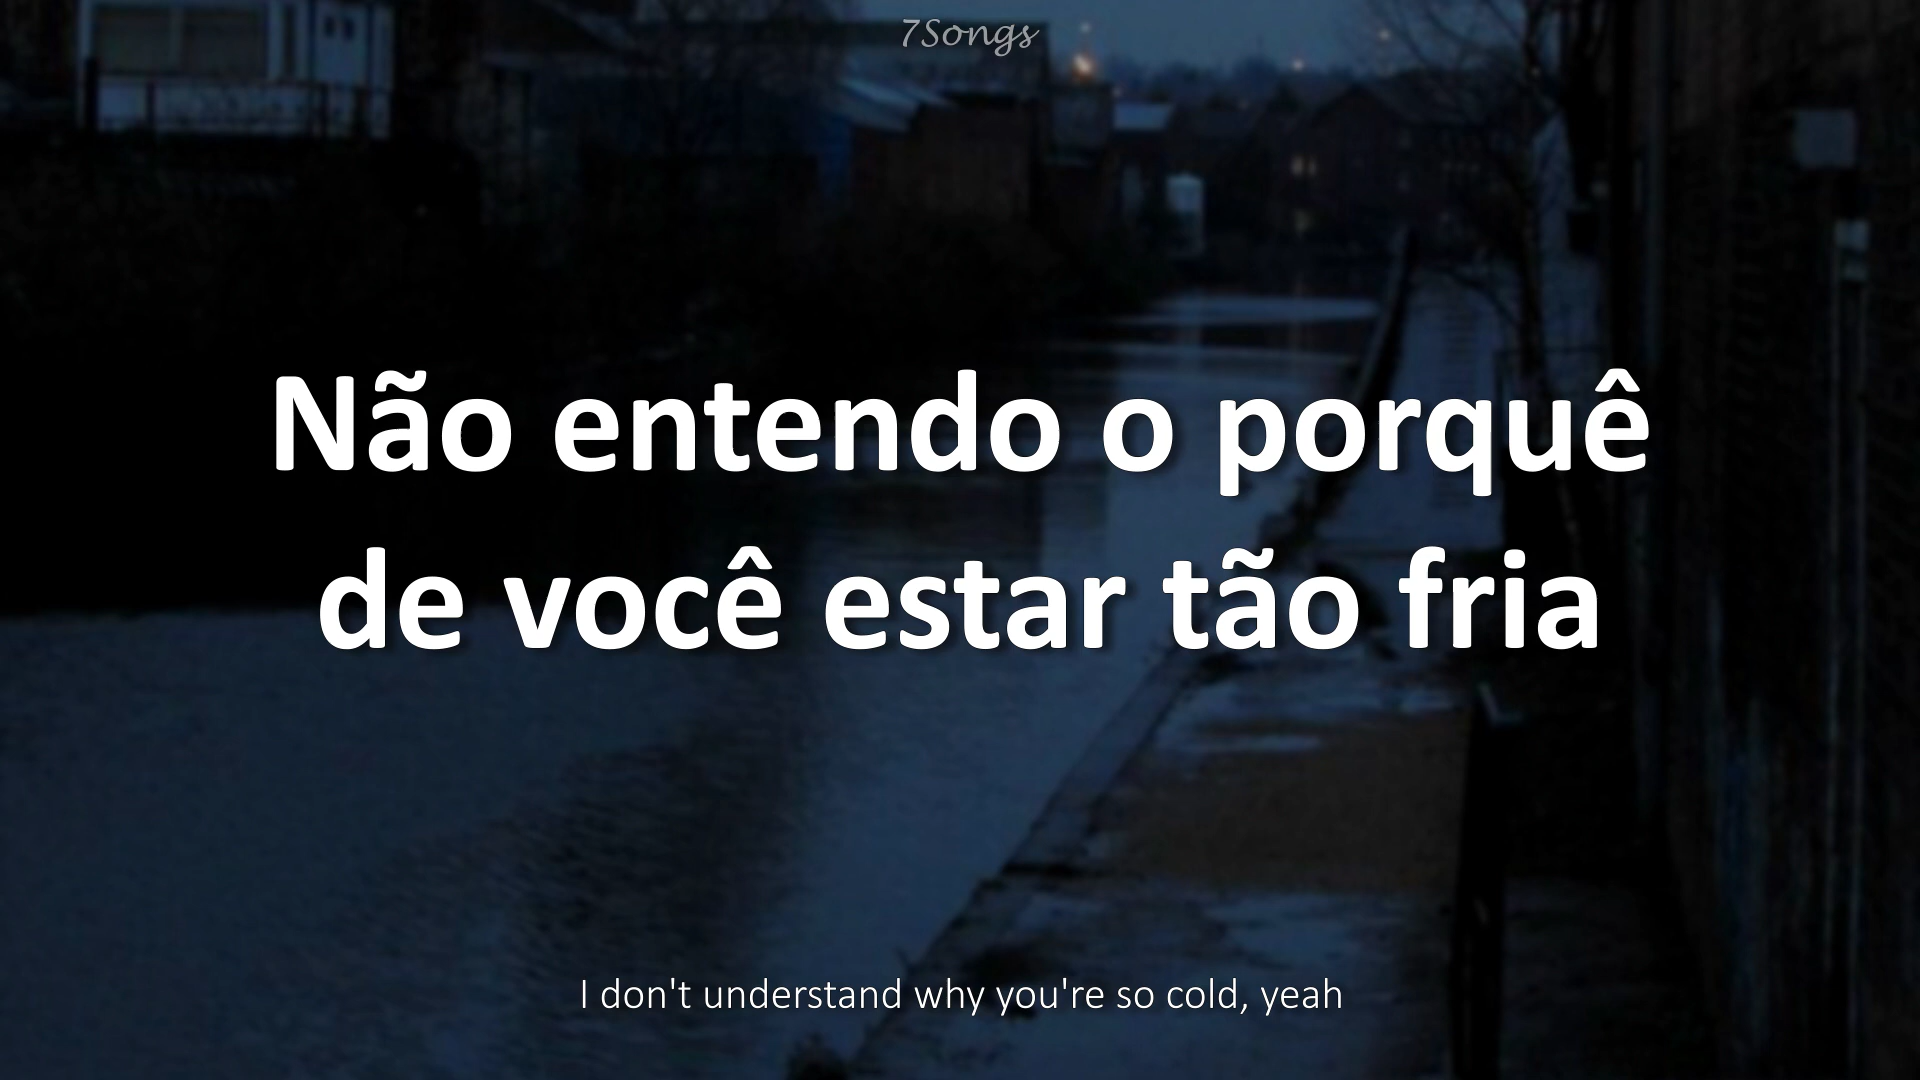 7Songs
Não entendo o porquê
de você estar tão fria
I don't understand why you're so cold, yeah